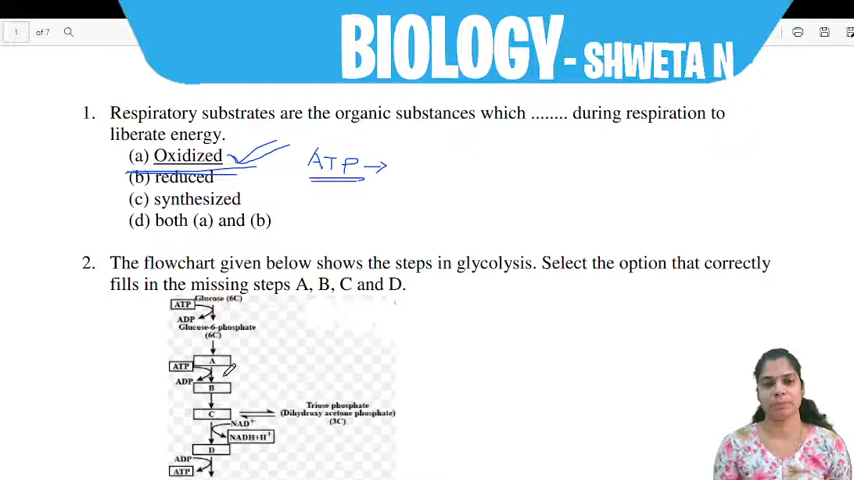 BIOLOGY - SHWETA N
1 of 7
1. Respiratory substrates are the organic substances which ........ during respiration to
liberate energy.
(a) Oxidized
ATP →
(b) reduced
(c) synthesized
(d) both (a) and (b)
2. The flowchart given below shows the steps in glycolysis. Select the option that correctly
fills in the missing steps A, B, C and D.
Glucose (6C)
ATP
ADP
Glucose-6-phosphate
(6C)
A
ATP
ADP
B
C
Triose phosphate
(Dihydroxy acetone phosphate)
(3C)
NAD+
NADH+H+
D
ADP
ATP